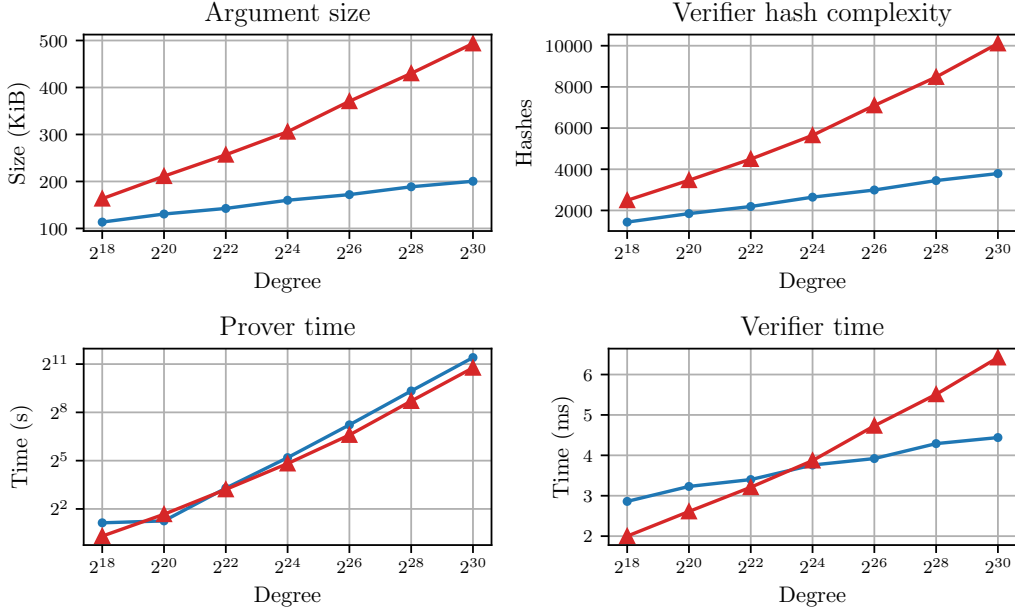 Argument size
500
400
300
200
100
Size (KiB)
2^18 2^20 2^22 2^24 2^26 2^28 2^30
Degree
Verifier hash complexity
10000
8000
6000
4000
2000
Hashes
2^18 2^20 2^22 2^24 2^26 2^28 2^30
Degree
Prover time
2^11
2^8
2^5
2^2
Time (s)
2^18 2^20 2^22 2^24 2^26 2^28 2^30
Degree
Verifier time
6
5
4
3
2
Time (ms)
2^18 2^20 2^22 2^24 2^26 2^28 2^30
Degree